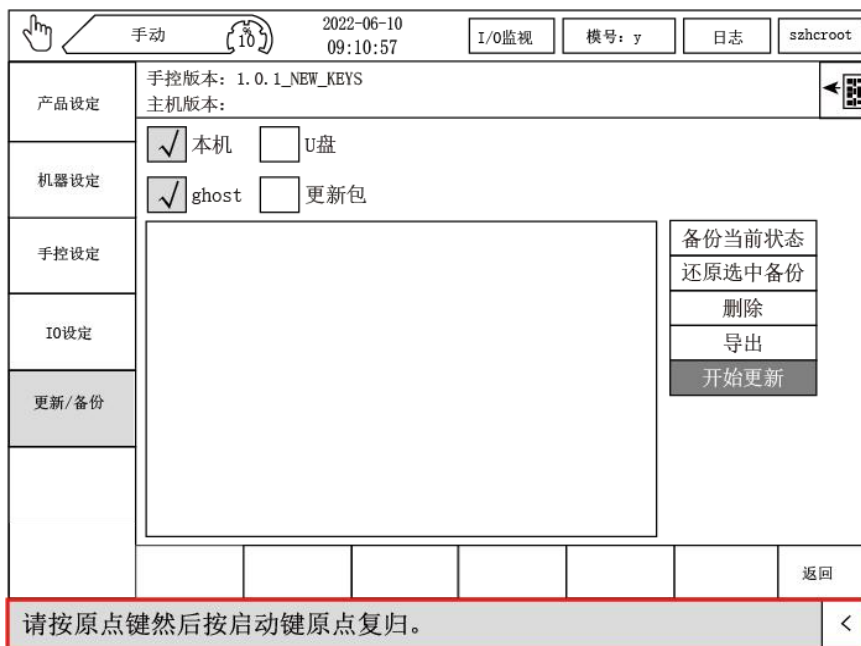 手动
%
10
2022-06-10
09:10:57
I/O监视
模号: y
日志
szhcroot
产品设定
机器设定
手控设定
IO设定
更新/备份
手控版本: 1.0.1_NEW_KEYS
主机版本:
本机 U盘
ghost 更新包
备份当前状态
还原选中备份
删除
导出
开始更新
返回
请按原点键然后按启动键原点复归。
<